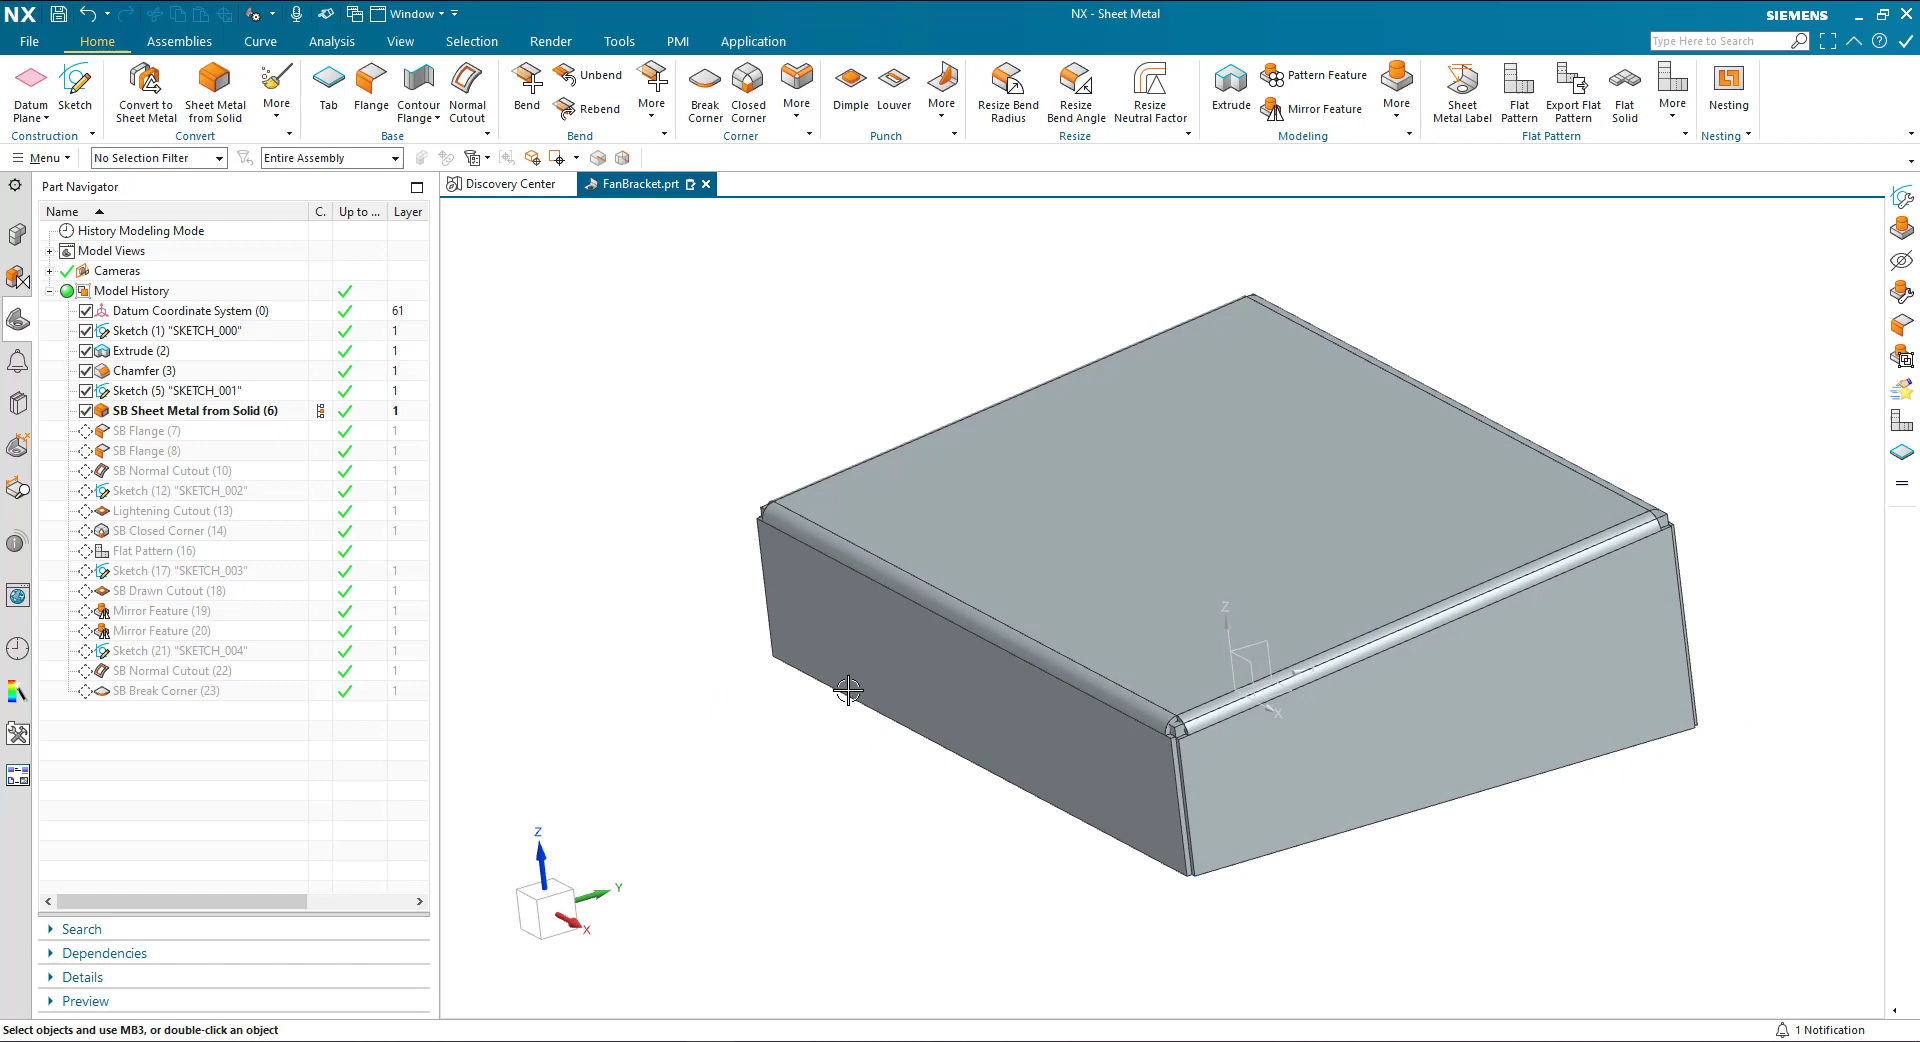 NX
Window
NX - Sheet Metal
SIEMENS
File
Home
Assemblies
Curve
Analysis
View
Selection
Render
Tools
PMI
Application
Type Here to Search
Datum Plane
Sketch
Construction
Convert to Sheet Metal
Sheet Metal from Solid
More
Convert
Tab
Flange
Contour Flange
Normal Cutout
Base
Bend
Unbend
Rebend
More
Bend
Break Corner
Closed Corner
More
Corner
Dimple
Louver
More
Punch
Resize Bend Radius
Resize Bend Angle
Resize Neutral Factor
Resize
Extrude
Pattern Feature
Mirror Feature
More
Modeling
Sheet Metal Label
Flat Pattern
Export Flat Pattern
Flat Solid
More
Flat Pattern
Nesting
Nesting
Menu
No Selection Filter
Entire Assembly
Part Navigator
Discovery Center
FanBracket.prt
Name C. Up to ... Layer
History Modeling Mode
Model Views
Cameras
Model History
Datum Coordinate System (0) 61
Sketch (1) "SKETCH_000" 1
Extrude (2) 1
Chamfer (3) 1
Sketch (5) "SKETCH_001" 1
SB Sheet Metal from Solid (6) 1
SB Flange (7) 1
SB Flange (8) 1
SB Normal Cutout (10) 1
Sketch (12) "SKETCH_002" 1
Lightening Cutout (13) 1
SB Closed Corner (14) 1
Flat Pattern (16)
Sketch (17) "SKETCH_003" 1
SB Drawn Cutout (18) 1
Mirror Feature (19) 1
Mirror Feature (20) 1
Sketch (21) "SKETCH_004" 1
SB Normal Cutout (22) 1
SB Break Corner (23) 1
Z
X
Z
Y
X
Search
Dependencies
Details
Preview
Select objects and use MB3, or double-click an object
1 Notification